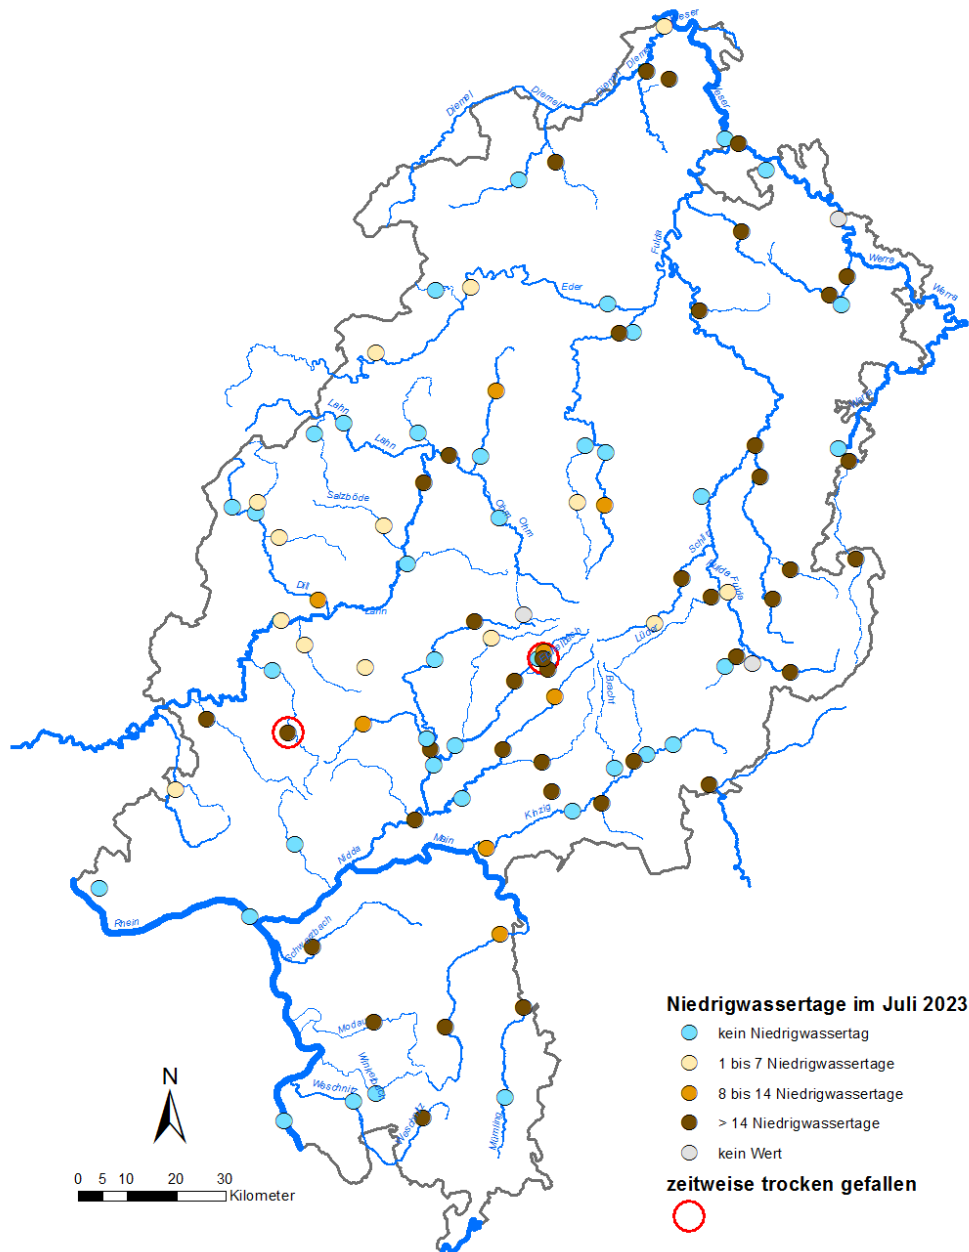 Weser
Diemel
Diemel
Diemel
Diemel
Weser
Fulda
Werra
Werra
Eder
Werra
Lahn
Lahn
Salzböde
Ohm
Ohm
Fulda
Fulda
Dill
Lahn
Lüder
Bracht
Kinzig
Nidda
Main
Rhein
Schwarzbach
Modau
Winkelbach
Weschnitz
Weschnitz
Mümling
Niedrigwassertage im Juli 2023
kein Niedrigwassertag
1 bis 7 Niedrigwassertage
8 bis 14 Niedrigwassertage
> 14 Niedrigwassertage
kein Wert
zeitweise trocken gefallen
N
0 5 10 20 30
Kilometer